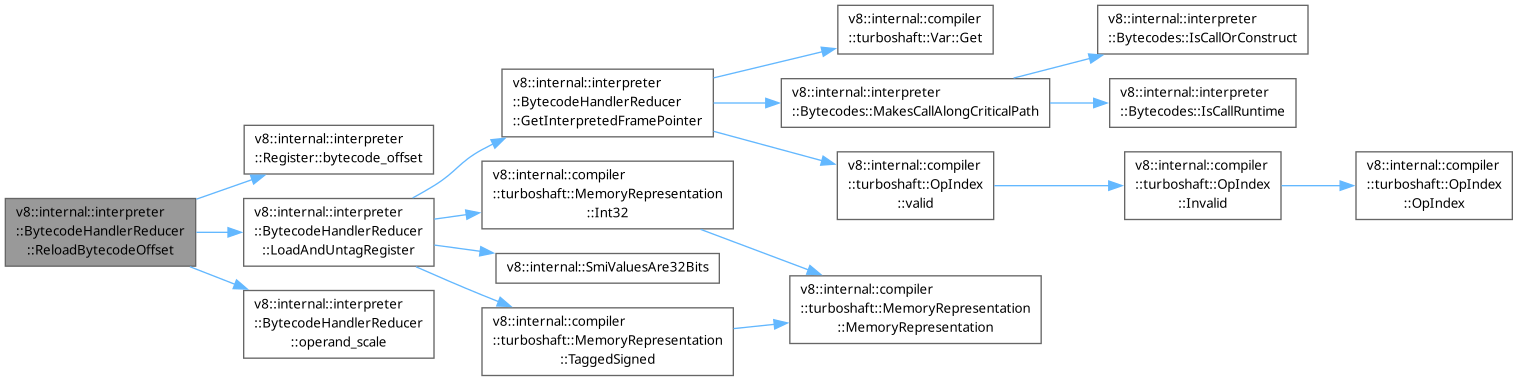 v8::internal::interpreter
::BytecodeHandlerReducer
::ReloadBytecodeOffset
v8::internal::interpreter
::Register::bytecode_offset
v8::internal::interpreter
::BytecodeHandlerReducer
::LoadAndUntagRegister
v8::internal::interpreter
::BytecodeHandlerReducer
::operand_scale
v8::internal::interpreter
::BytecodeHandlerReducer
::GetInterpretedFramePointer
v8::internal::compiler
::turboshaft::MemoryRepresentation
::Int32
v8::internal::SmiValuesAre32Bits
v8::internal::compiler
::turboshaft::MemoryRepresentation
::TaggedSigned
v8::internal::compiler
::turboshaft::Var::Get
v8::internal::interpreter
::Bytecodes::MakesCallAlongCriticalPath
v8::internal::compiler
::turboshaft::OpIndex
::valid
v8::internal::compiler
::turboshaft::MemoryRepresentation
::MemoryRepresentation
v8::internal::interpreter
::Bytecodes::IsCallOrConstruct
v8::internal::interpreter
::Bytecodes::IsCallRuntime
v8::internal::compiler
::turboshaft::OpIndex
::Invalid
v8::internal::compiler
::turboshaft::OpIndex
::OpIndex